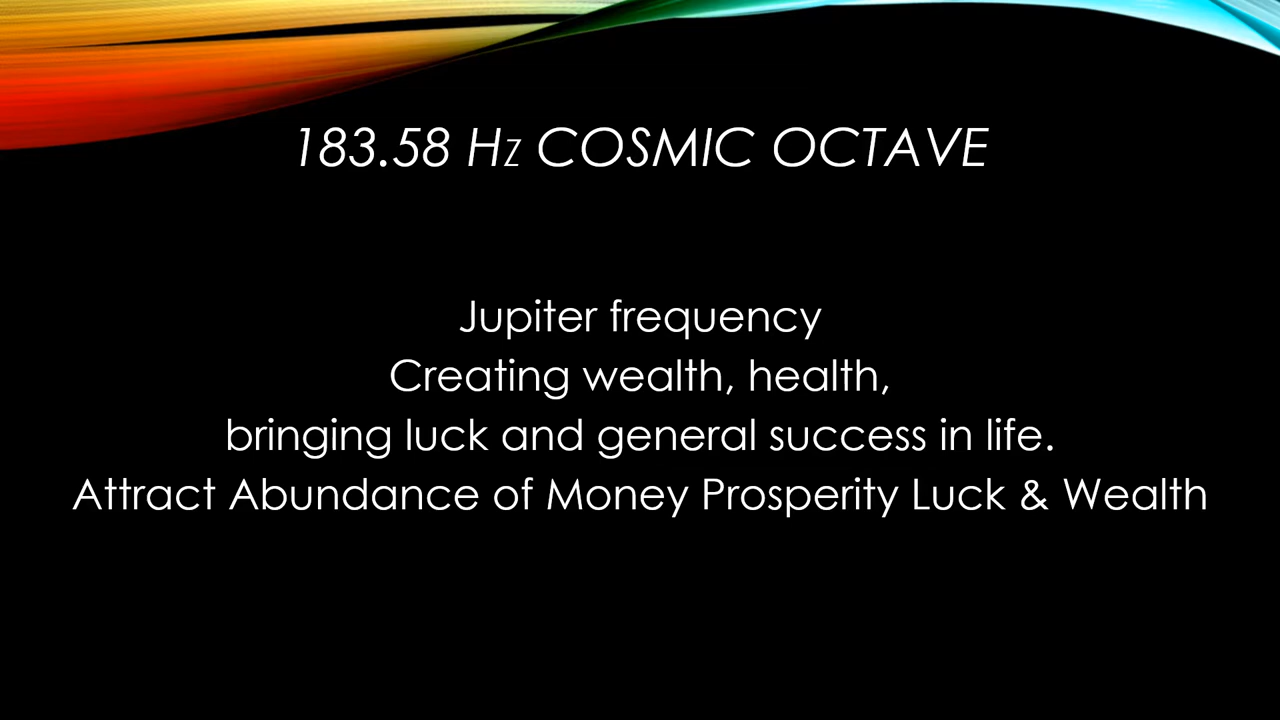 183.58 Hz COSMIC OCTAVE
Jupiter frequency
Creating wealth, health,
bringing luck and general success in life.
Attract Abundance of Money Prosperity Luck & Wealth